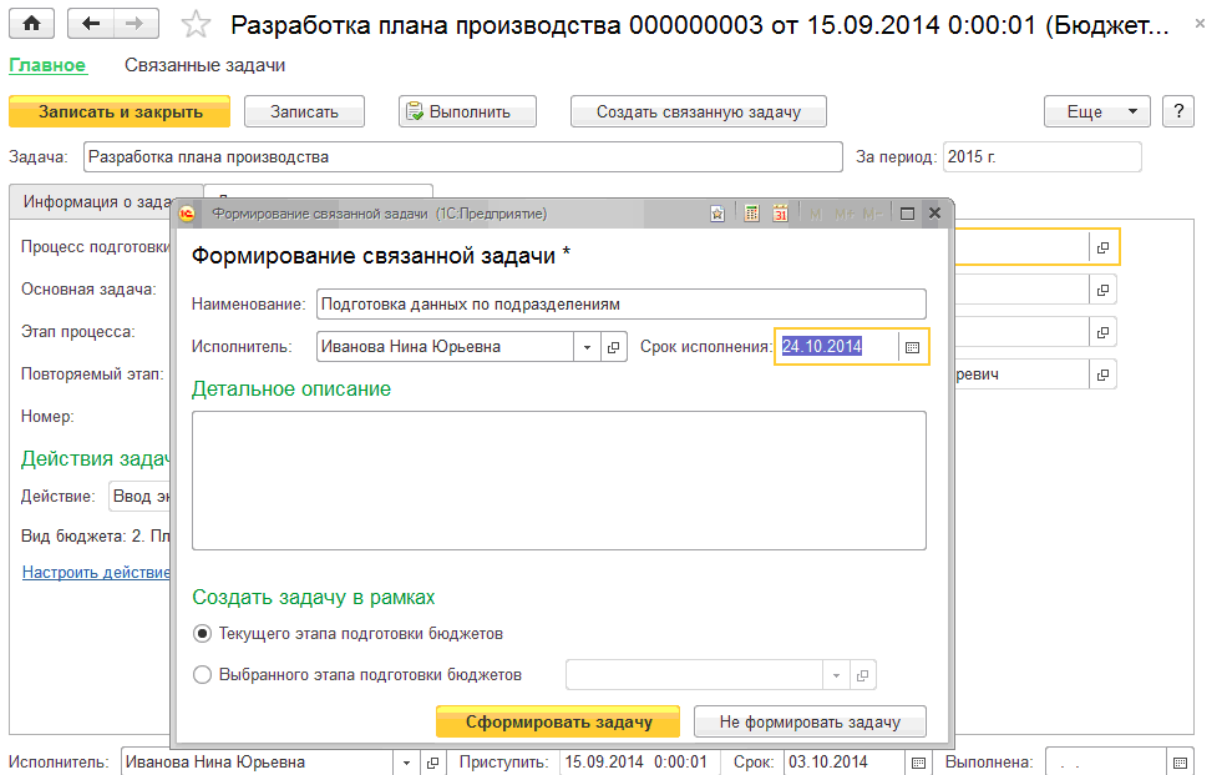 Разработка плана производства 000000003 от 15.09.2014 0:00:01 (Бюджет...
Главное Связанные задачи
Записать и закрыть Записать Выполнить Создать связанную задачу Еще ?
Задача: Разработка плана производства За период: 2015 г.
Информация о зада
Формирование связанной задачи (1С:Предприятие) 31 M M+ M-
Процесс подготовки
Формирование связанной задачи *
Основная задача:
Наименование: Подготовка данных по подразделениям
Этап процесса:
Исполнитель: Иванова Нина Юрьевна Срок исполнения: 24.10.2014
Повторяемый этап: ревич
Детальное описание
Номер:
Действия задач
Действие: Ввод эк
Вид бюджета: 2. Пл
Настроить действие
Создать задачу в рамках
Текущего этапа подготовки бюджетов
Выбранного этапа подготовки бюджетов
Сформировать задачу Не формировать задачу
Исполнитель: Иванова Нина Юрьевна Приступить: 15.09.2014 0:00:01 Срок: 03.10.2014 Выполнена: . .